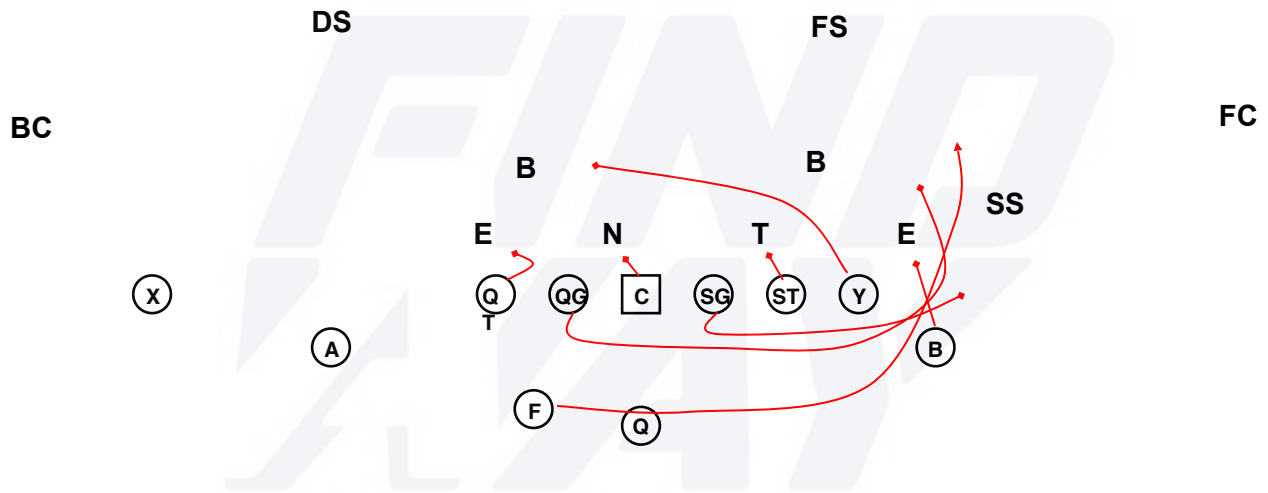 DS FS
BC FC
B B
SS
E N T E
X Q QG C SG ST Y
T
A B
F Q
FIND
A WAY